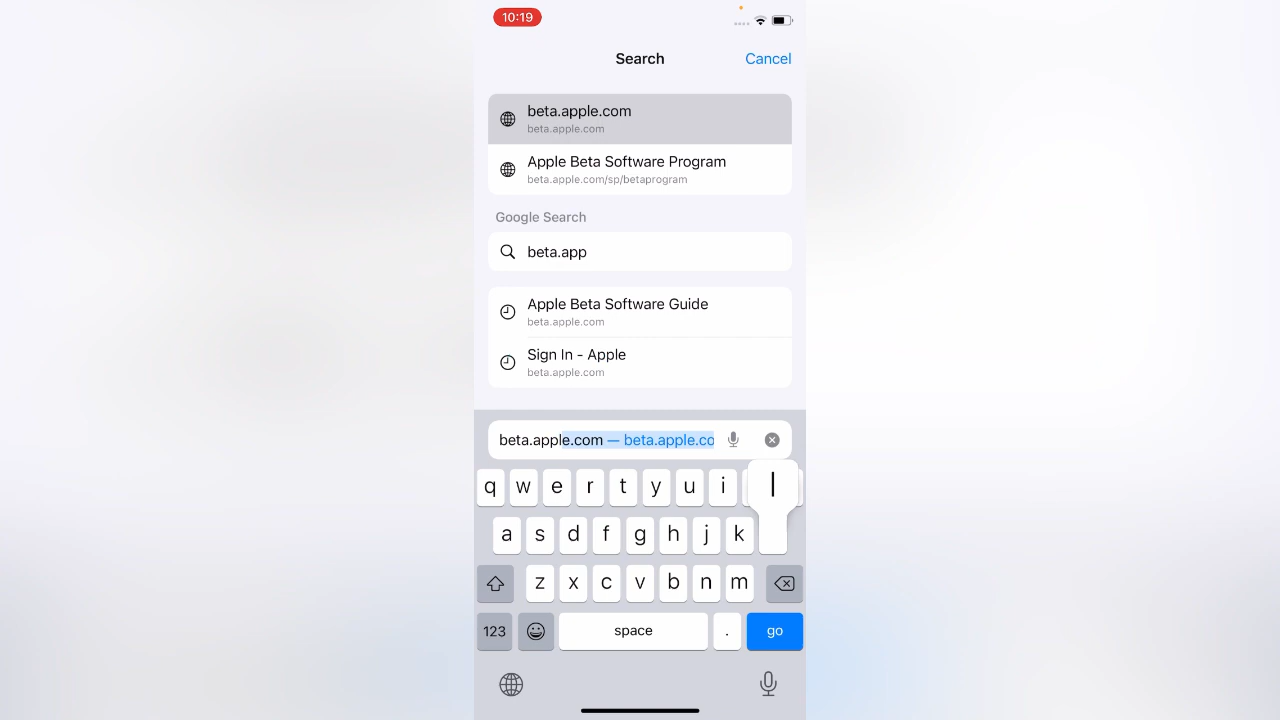 10:19
Search
Cancel
beta.apple.com
beta.apple.com
Apple Beta Software Program
beta.apple.com/sp/betaprogram
Google Search
beta.app
Apple Beta Software Guide
beta.apple.com
Sign In - Apple
beta.apple.com
beta.apple.com — beta.apple.co
q w e r t y u i l
a s d f g h j k
z x c v b n m
123 space . go